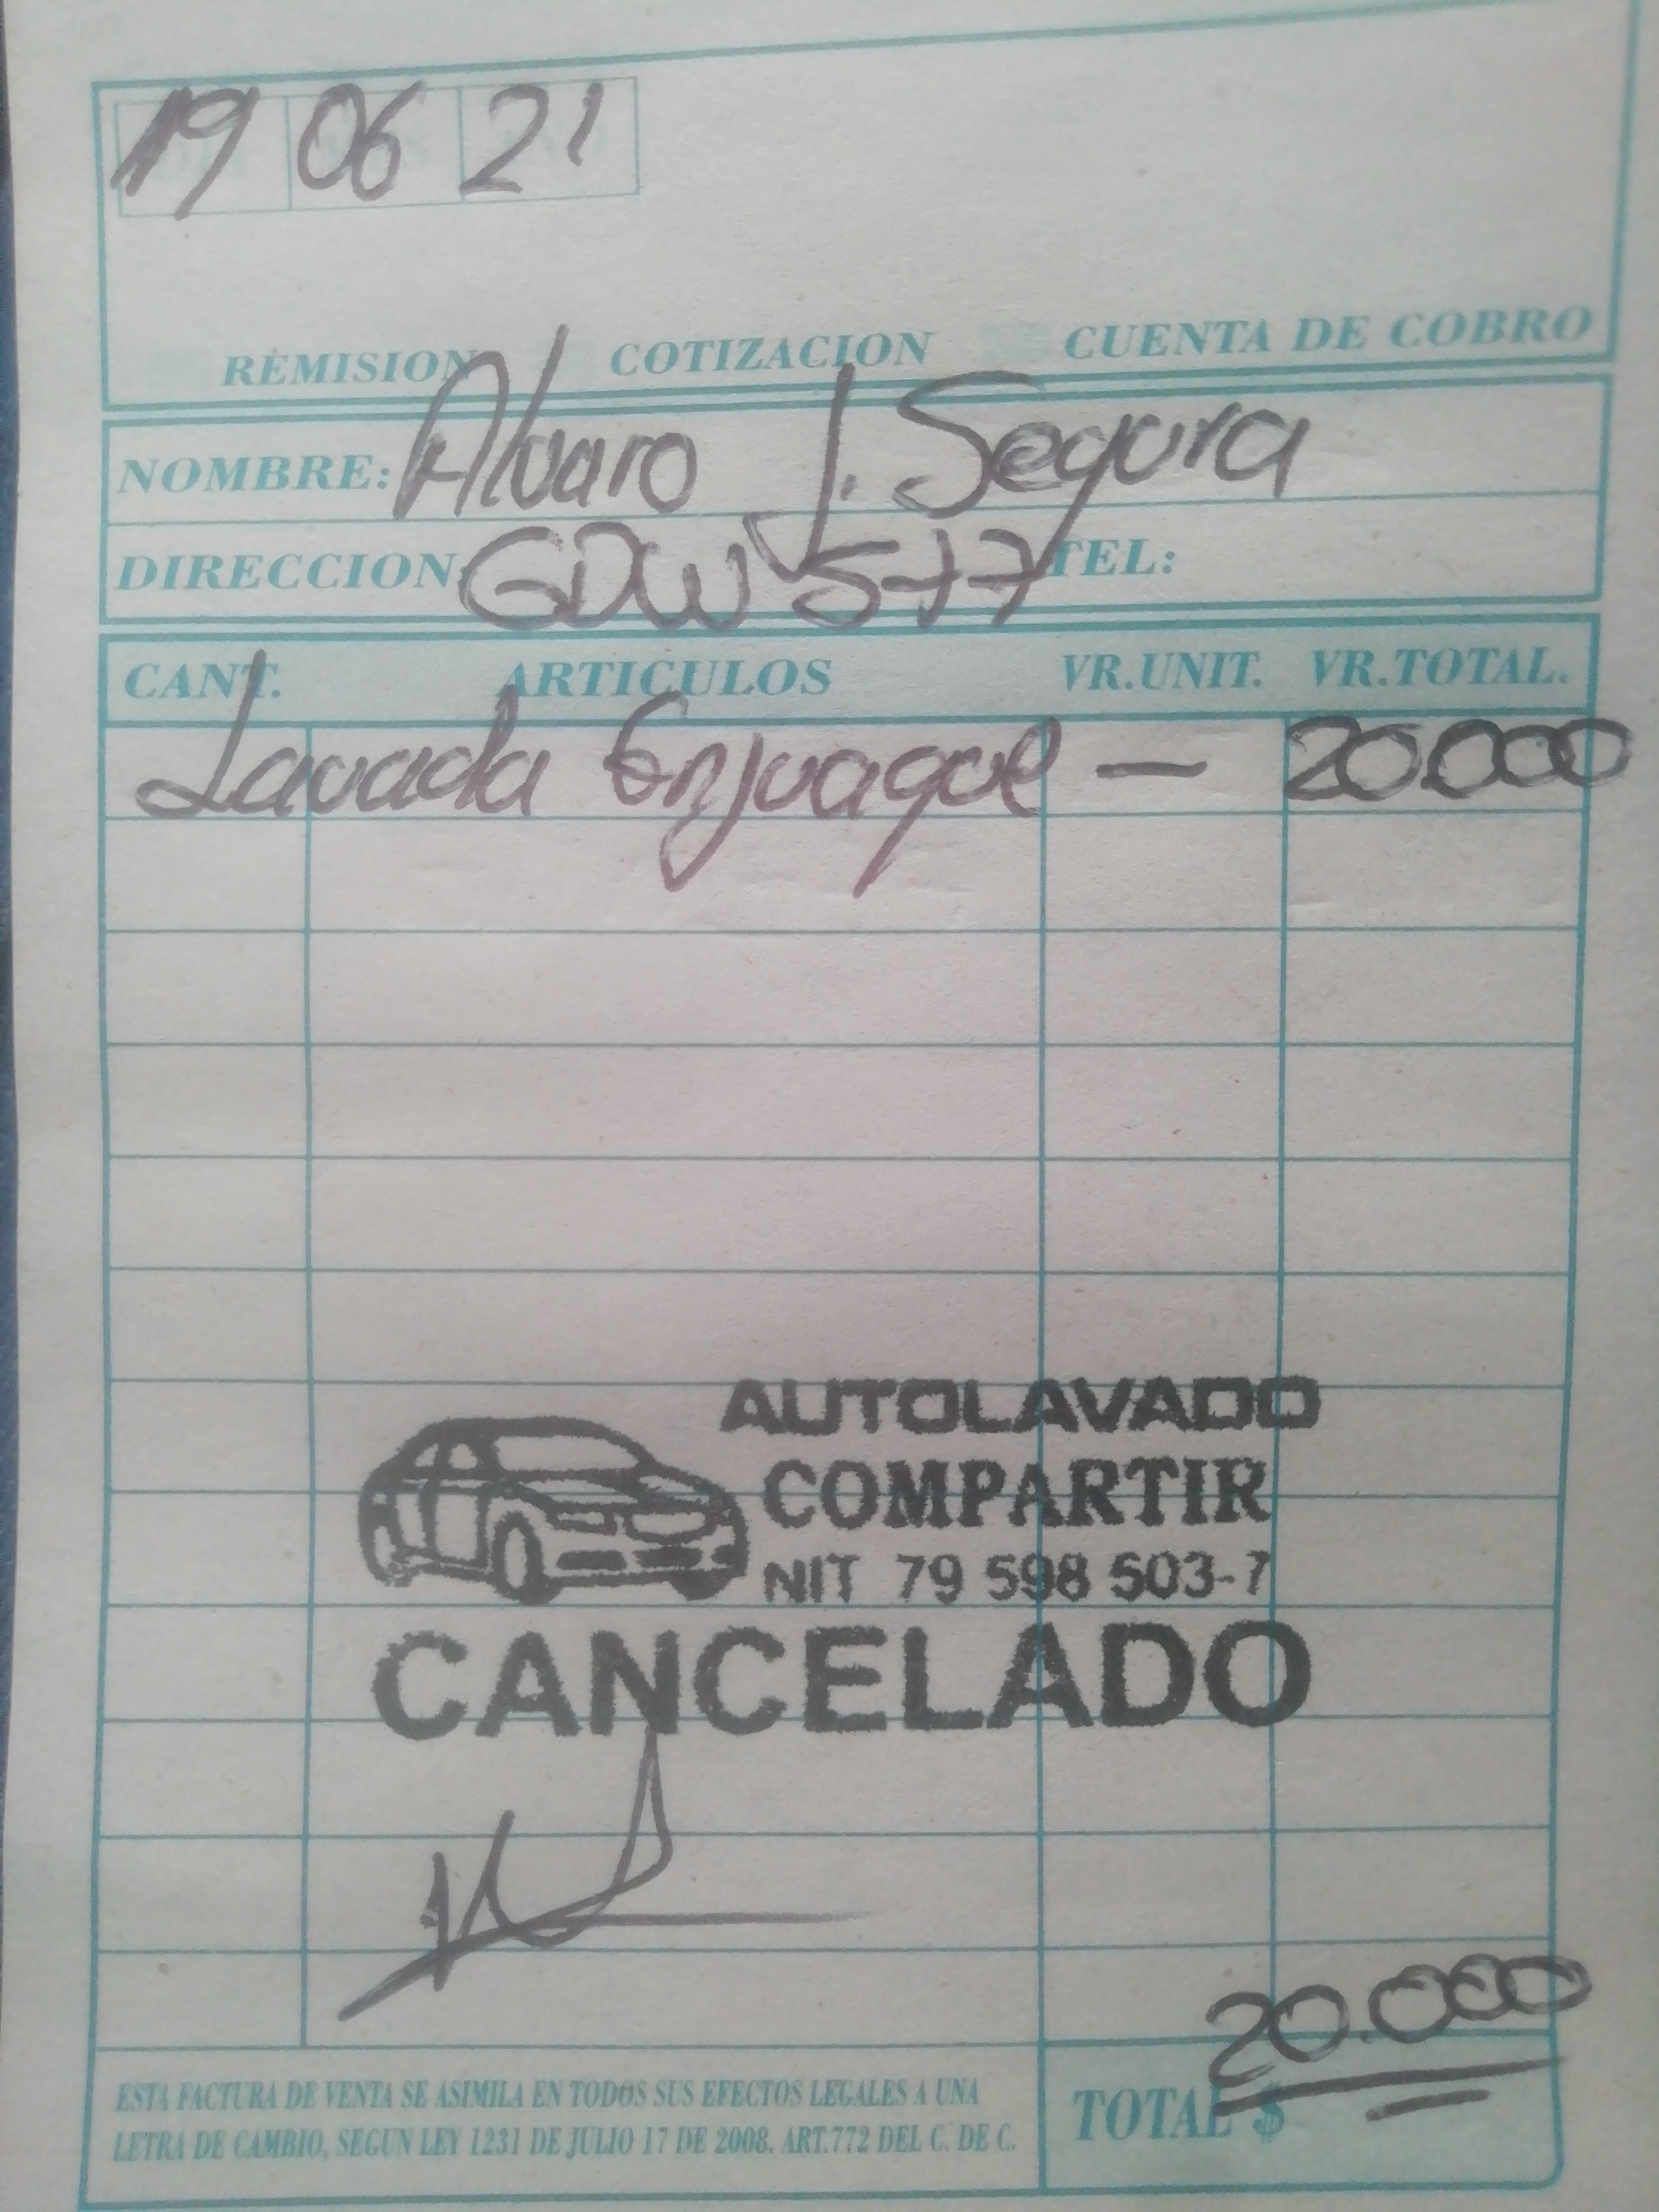 19 06 21
REMISION COTIZACION CUENTA DE COBRO
NOMBRE: Alvaro J. Segura
DIRECCION GDW 577 TEL:
CANT. ARTICULOS VR.UNIT. VR.TOTAL.
Lavada Enjuague — 20.000
AUTOLAVADO
COMPARTIR
NIT 79 598 503-7
CANCELADO
20.000
ESTA FACTURA DE VENTA SE ASIMILA EN TODOS SUS EFECTOS LEGALES A UNA
LETRA DE CAMBIO, SEGUN LEY 1231 DE JULIO 17 DE 2008. ART.772 DEL C. DE C.
TOTAL $